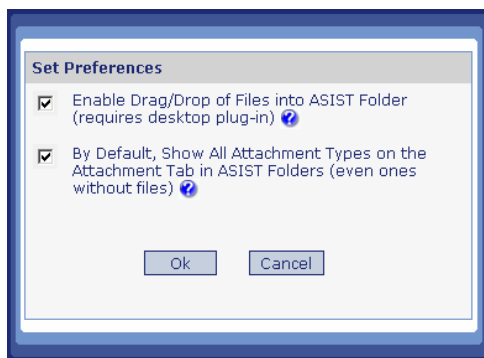 Set Preferences
Enable Drag/Drop of Files into ASIST Folder
(requires desktop plug-in) ?
By Default, Show All Attachment Types on the
Attachment Tab in ASIST Folders (even ones
without files) ?
Ok
Cancel